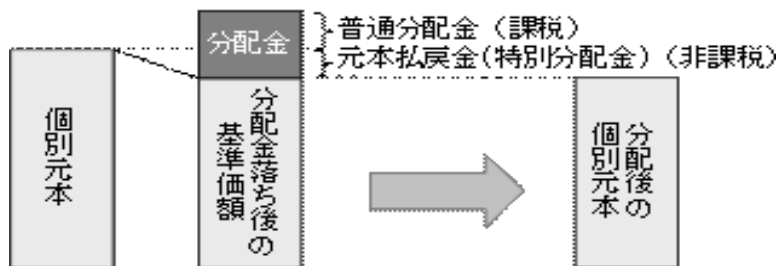 分配金
普通分配金（課税）
元本払戻金(特別分配金)（非課税）
個別元本
分配金落ち後の
基準価額
分配後の
個別元本